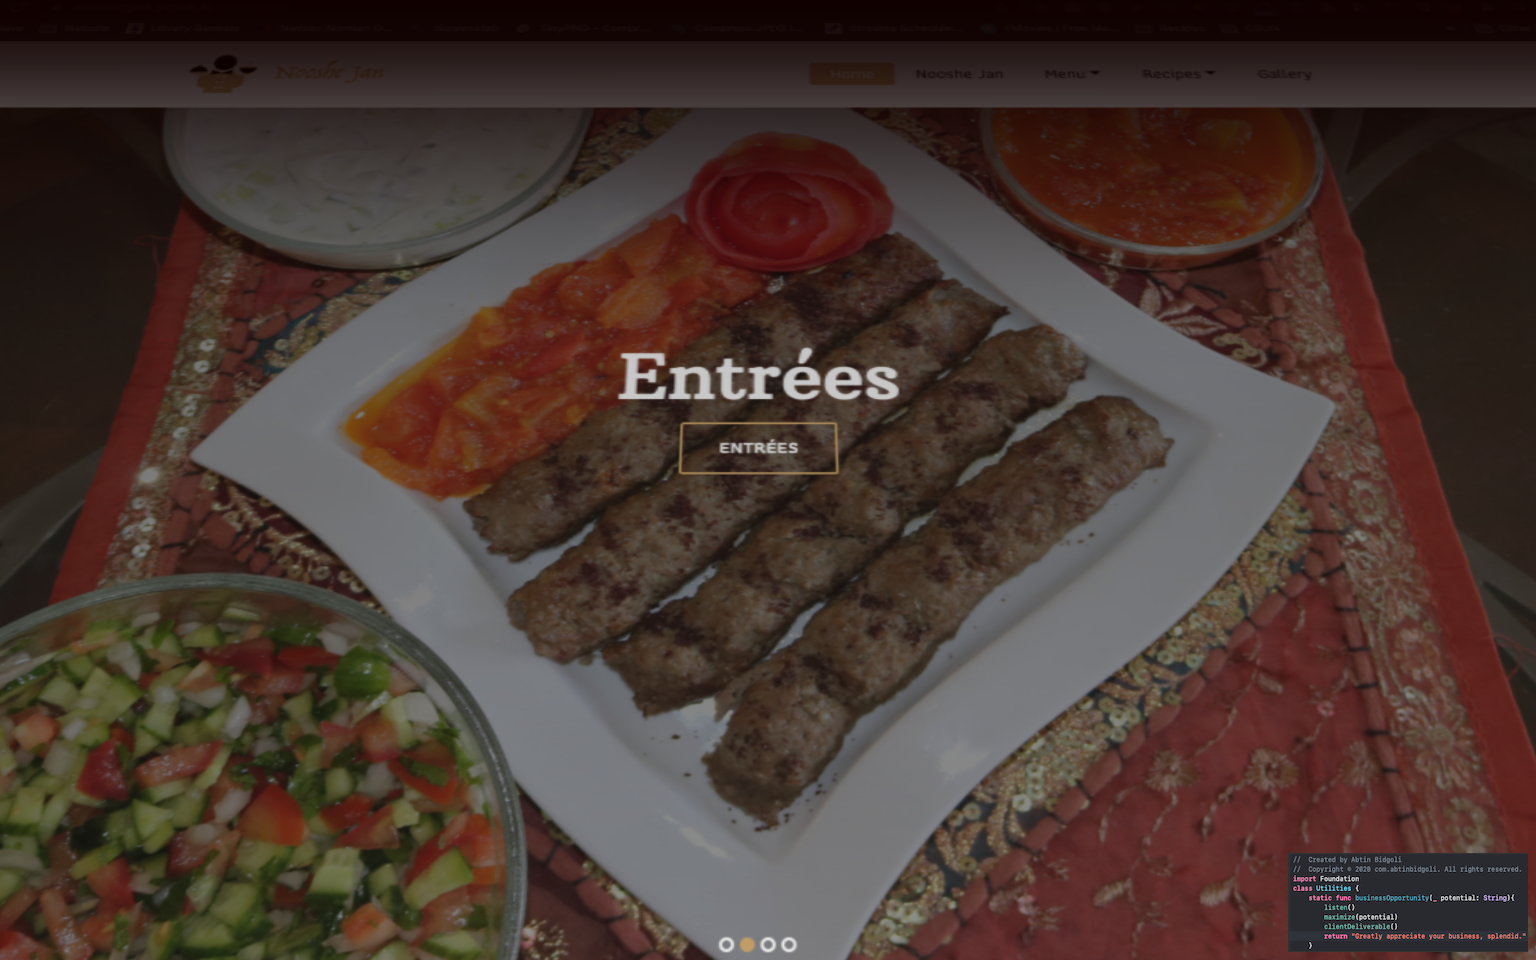 Nooshe Jan
Home
Nooshe Jan
Menu
Recipes
Gallery
Entrées
ENTRÉES
// Created by Abtin Bidgoli
// Copyright © 2020 com.abtinbidgoli. All rights reserved.
import Foundation
class Utilities {
static func businessOpportunity(_ potential: String){
listen()
maximize(potential)
clientDeliverable()
return "Greatly appreciate your business, splendid."
}